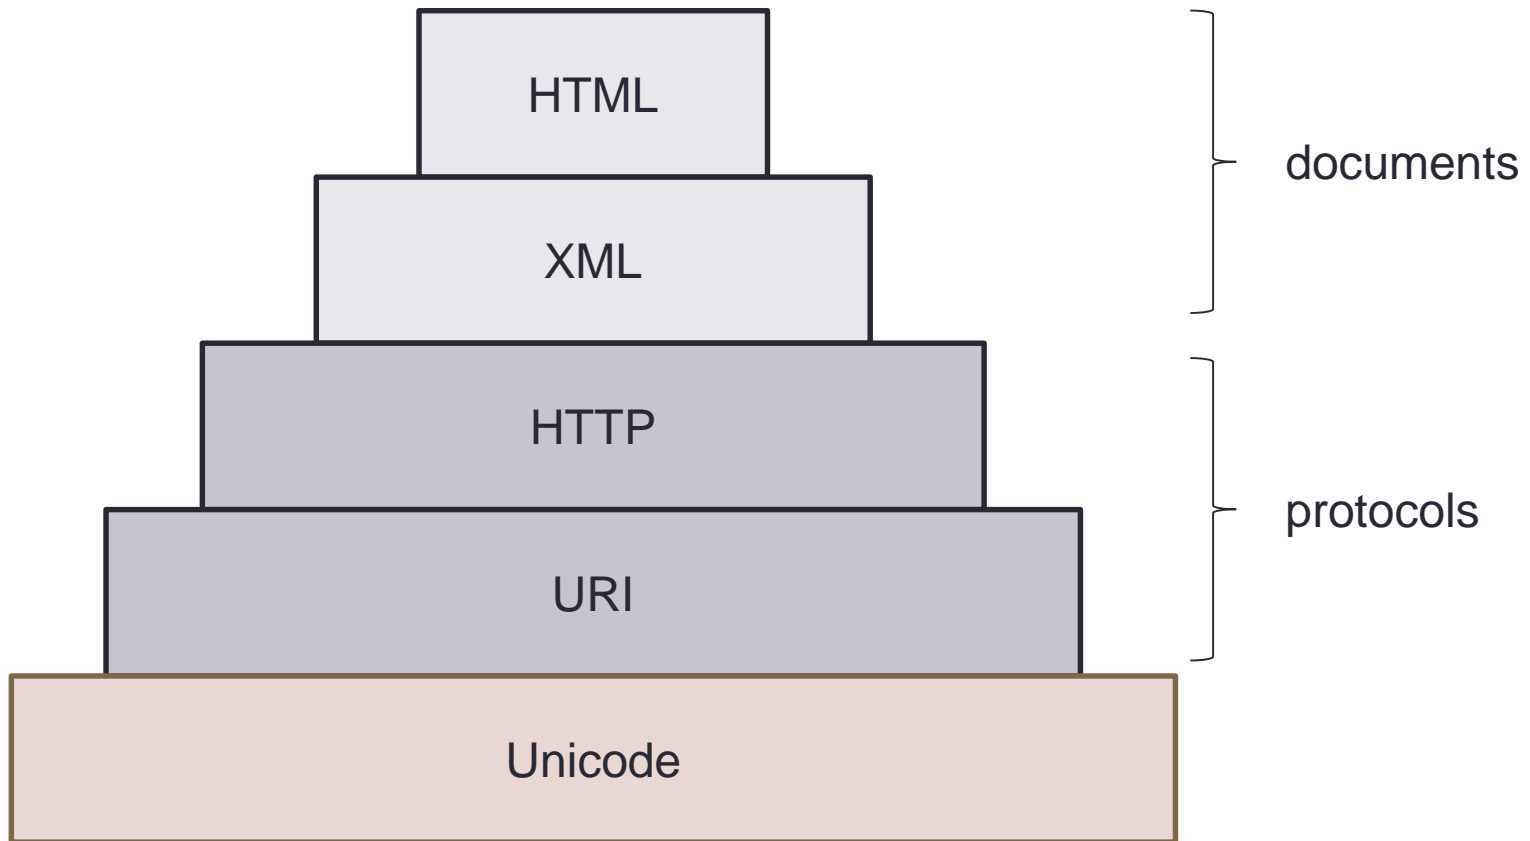 HTML
documents
XML
HTTP
protocols
URI
Unicode